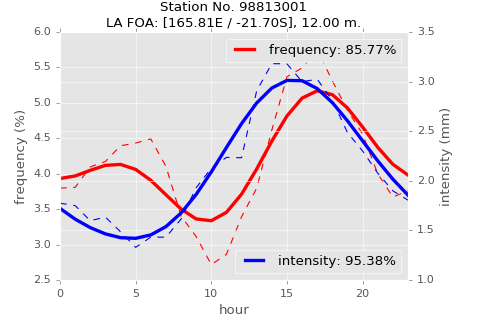 Station No. 98813001
LA FOA: [165.81E / -21.70S], 12.00 m.
frequency: 85.77%
intensity: 95.38%
frequency (%)
6.0
5.5
5.0
4.5
4.0
3.5
3.0
2.5
intensity (mm)
3.5
3.0
2.5
2.0
1.5
1.0
0 5 10 15 20
hour